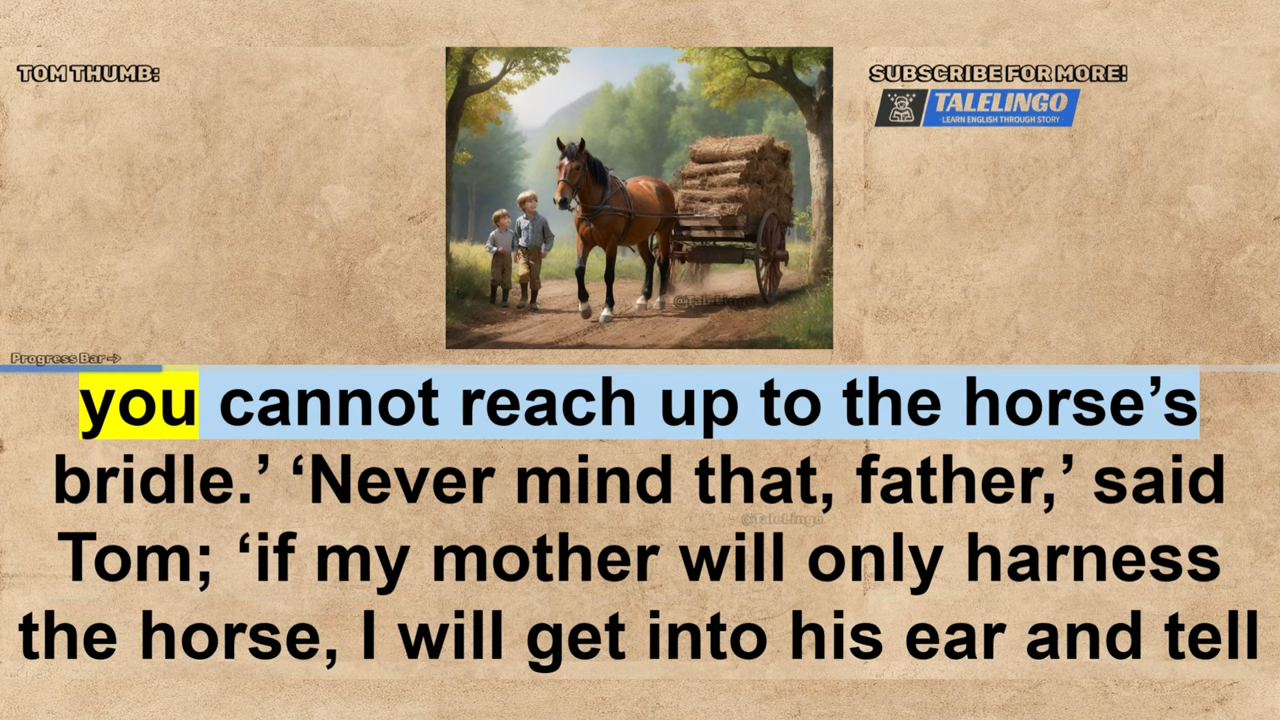 TOM THUMB:
SUBSCRIBE FOR MORE!
TALELINGO
LEARN ENGLISH THROUGH STORY
@TaleLingo
Progress Bar->
you cannot reach up to the horse’s
bridle.’ ‘Never mind that, father,’ said
@TaleLingo
Tom; ‘if my mother will only harness
the horse, I will get into his ear and tell